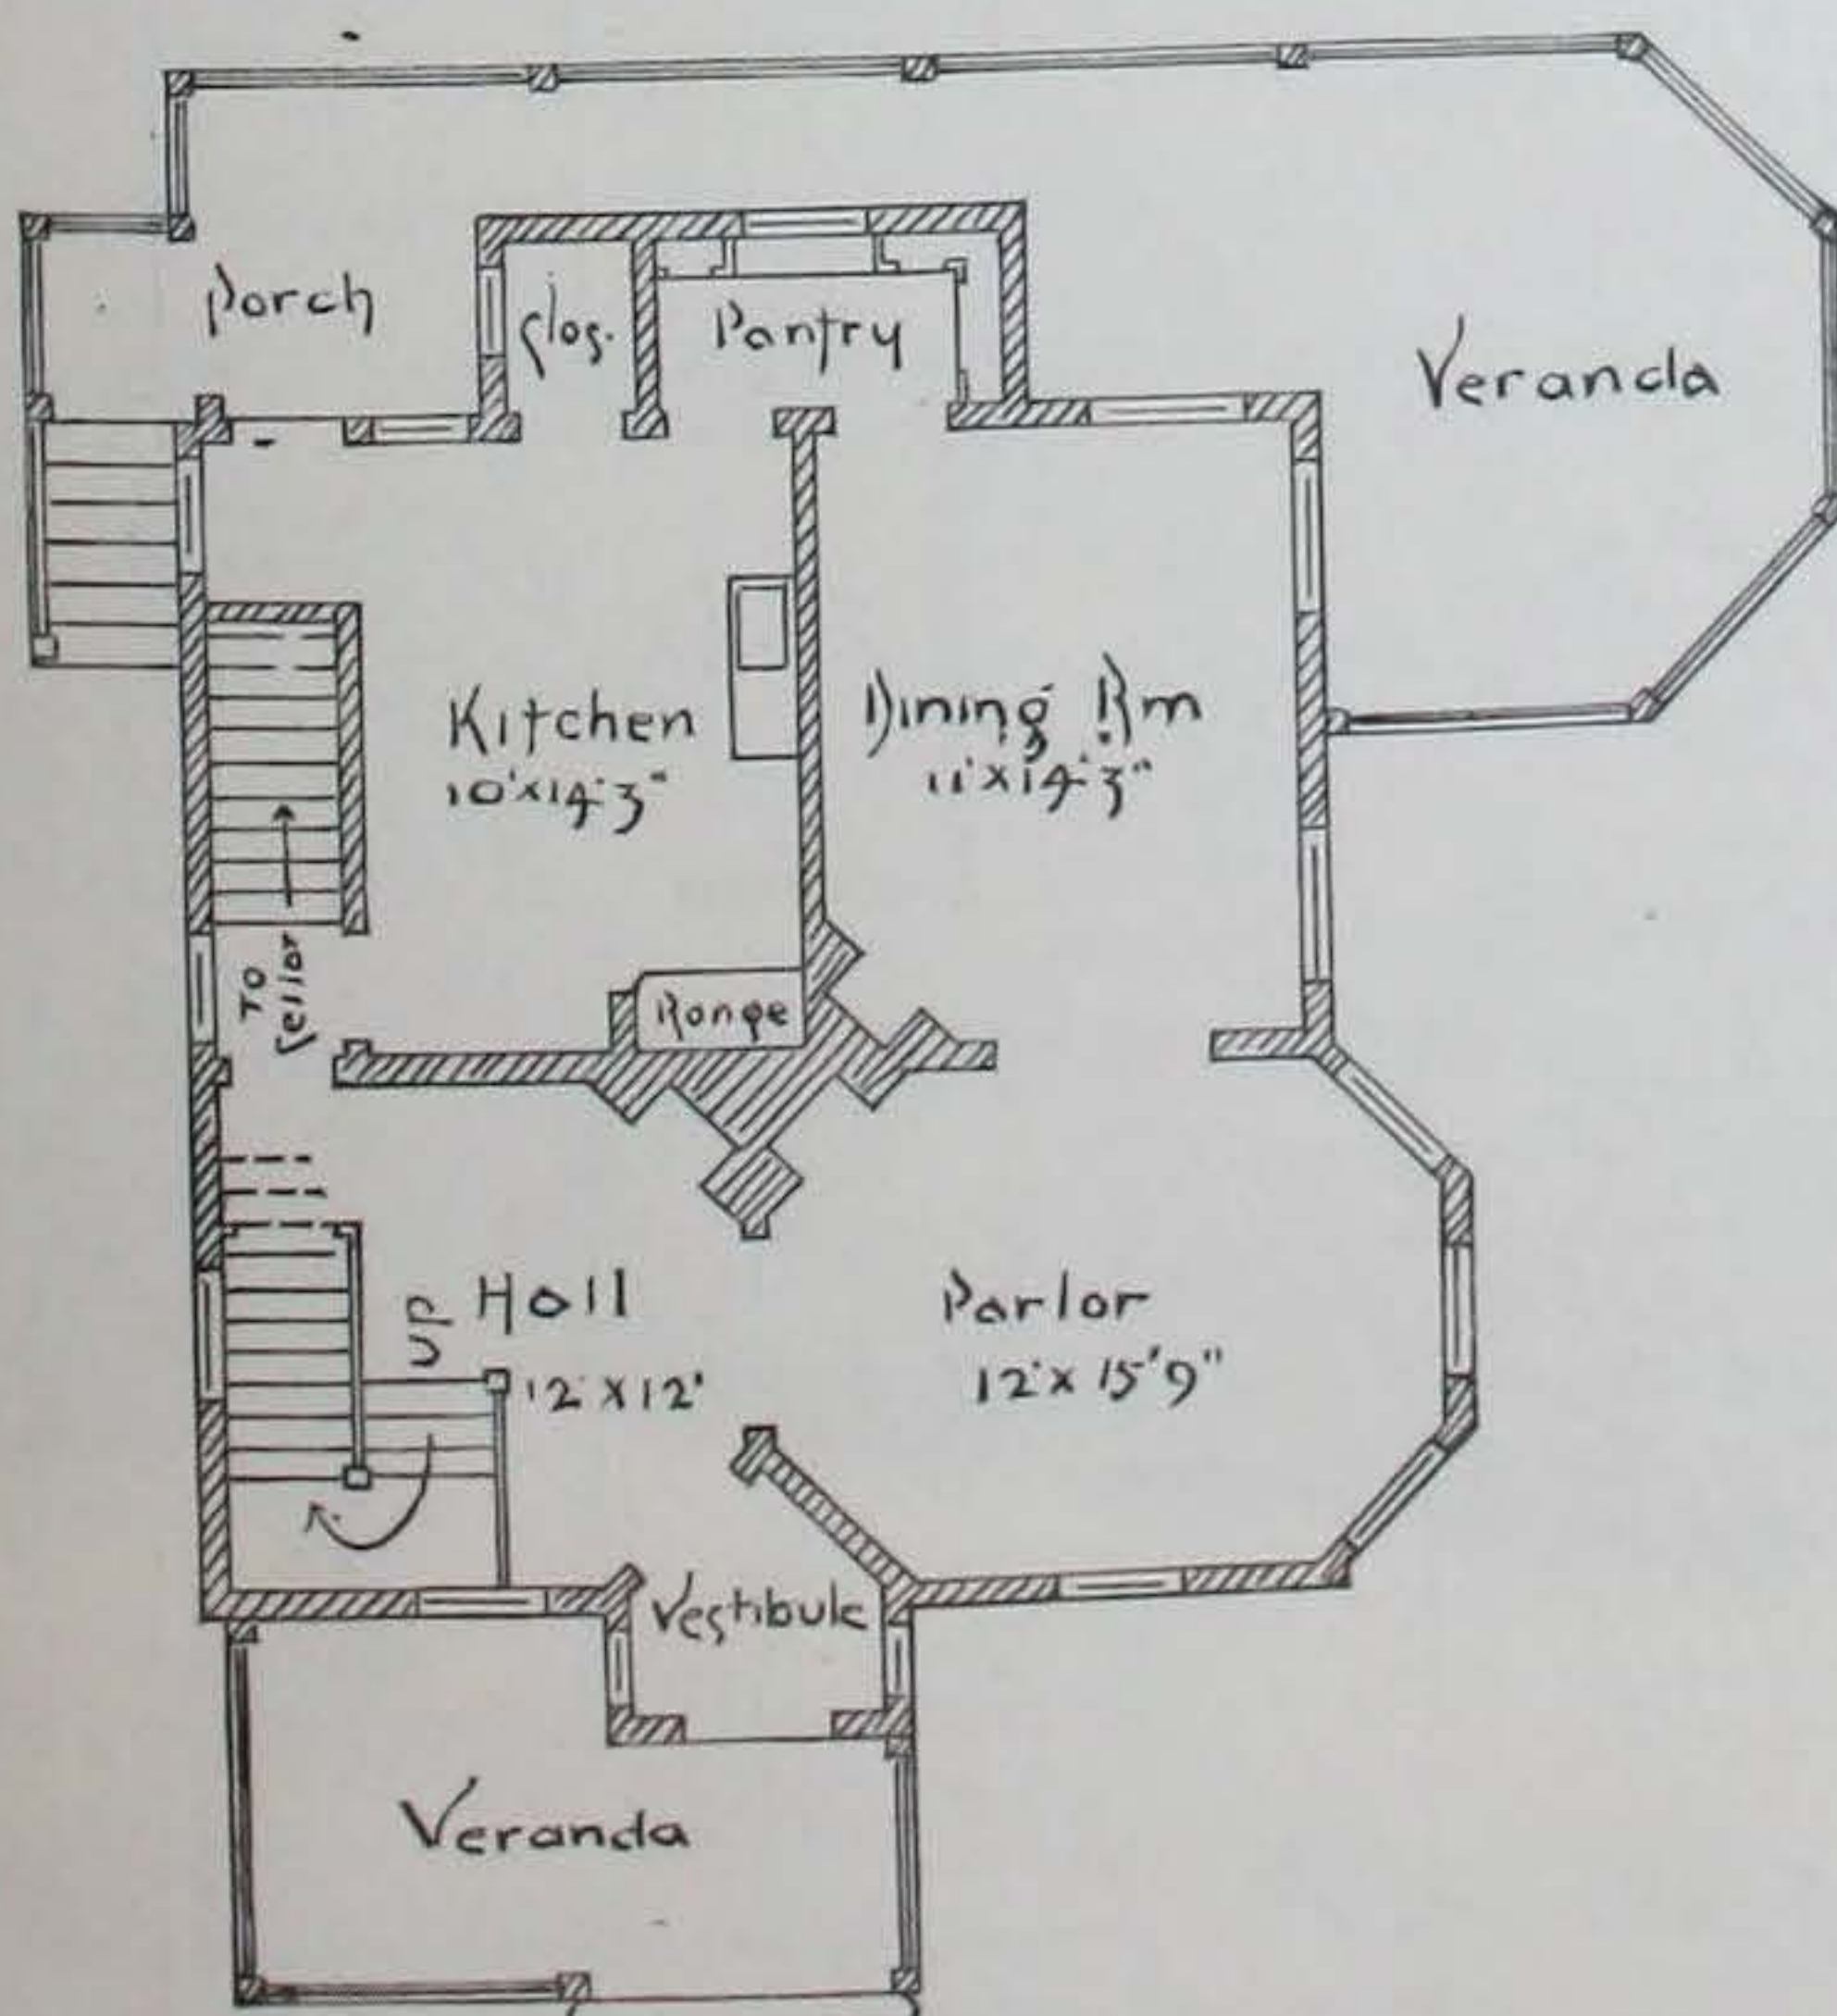 Porch
Clos.
Pantry
Veranda
Kitchen
10'x14'3"
Dining Rm
11'x14'3"
To
Cellar
Range
Up
Hall
12'x12'
Parlor
12'x15'9"
Vestibule
Veranda